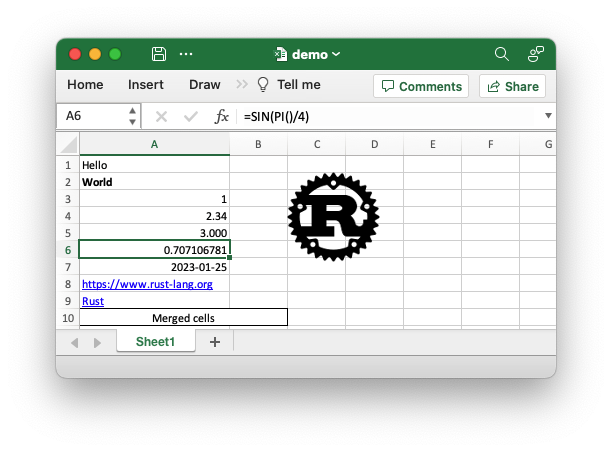 demo
Home Insert Draw Tell me Comments Share
A6 fx =SIN(PI()/4)
A B C D E F G
1 Hello
2 World
3 1
4 2.34
5 3.000
6 0.707106781
7 2023-01-25
8 https://www.rust-lang.org
9 Rust
10 Merged cells
R
Sheet1